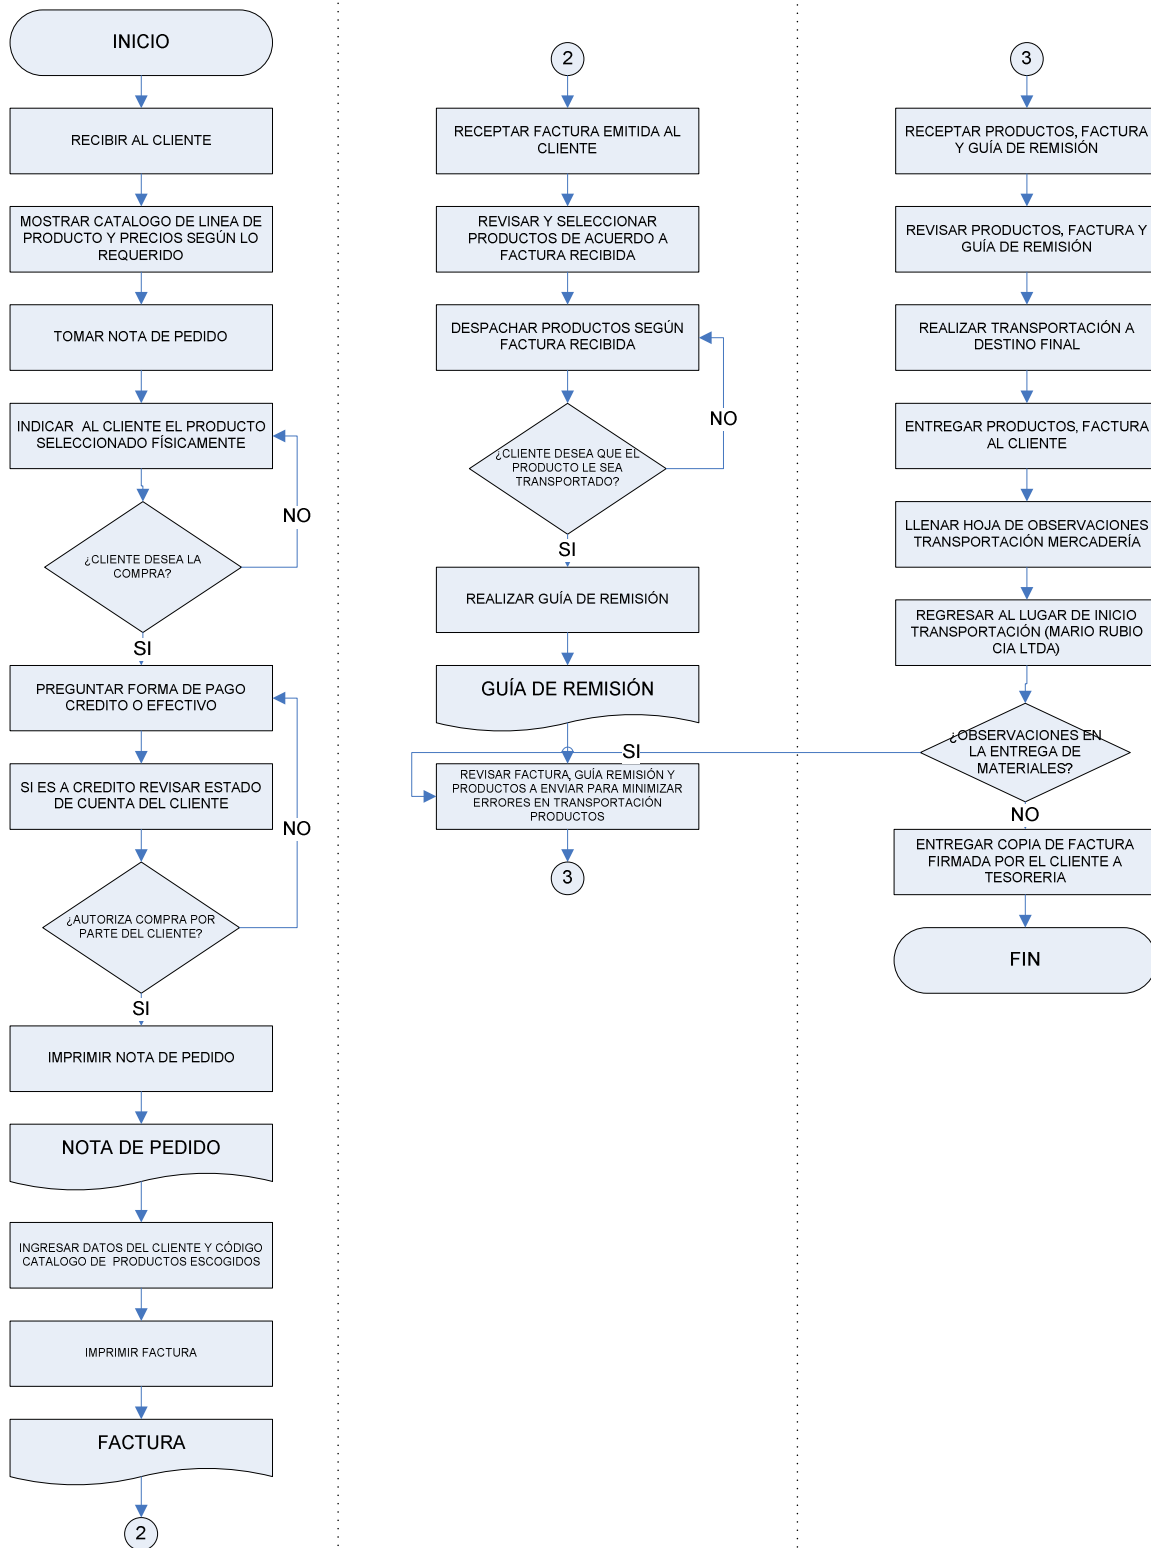 INICIO
RECIBIR AL CLIENTE
MOSTRAR CATALOGO DE LINEA DE
PRODUCTO Y PRECIOS SEGÚN LO
REQUERIDO
TOMAR NOTA DE PEDIDO
INDICAR AL CLIENTE EL PRODUCTO
SELECCIONADO FÍSICAMENTE
NO
¿CLIENTE DESEA LA
COMPRA?
SI
PREGUNTAR FORMA DE PAGO
CREDITO O EFECTIVO
SI ES A CREDITO REVISAR ESTADO
DE CUENTA DEL CLIENTE
NO
¿AUTORIZA COMPRA POR
PARTE DEL CLIENTE?
SI
IMPRIMIR NOTA DE PEDIDO
NOTA DE PEDIDO
INGRESAR DATOS DEL CLIENTE Y CÓDIGO
CATALOGO DE PRODUCTOS ESCOGIDOS
IMPRIMIR FACTURA
FACTURA
2
2
RECEPTAR FACTURA EMITIDA AL
CLIENTE
REVISAR Y SELECCIONAR
PRODUCTOS DE ACUERDO A
FACTURA RECIBIDA
DESPACHAR PRODUCTOS SEGÚN
FACTURA RECIBIDA
NO
¿CLIENTE DESEA QUE EL
PRODUCTO LE SEA
TRANSPORTADO?
SI
REALIZAR GUÍA DE REMISIÓN
GUÍA DE REMISIÓN
SI
REVISAR FACTURA, GUÍA REMISIÓN Y
PRODUCTOS A ENVIAR PARA MINIMIZAR
ERRORES EN TRANSPORTACIÓN
PRODUCTOS
3
3
RECEPTAR PRODUCTOS, FACTURA
Y GUÍA DE REMISIÓN
REVISAR PRODUCTOS, FACTURA Y
GUÍA DE REMISIÓN
REALIZAR TRANSPORTACIÓN A
DESTINO FINAL
ENTREGAR PRODUCTOS, FACTURA
AL CLIENTE
LLENAR HOJA DE OBSERVACIONES
TRANSPORTACIÓN MERCADERÍA
REGRESAR AL LUGAR DE INICIO
TRANSPORTACIÓN (MARIO RUBIO
CIA LTDA)
¿OBSERVACIONES EN
LA ENTREGA DE
MATERIALES?
NO
ENTREGAR COPIA DE FACTURA
FIRMADA POR EL CLIENTE A
TESORERIA
FIN